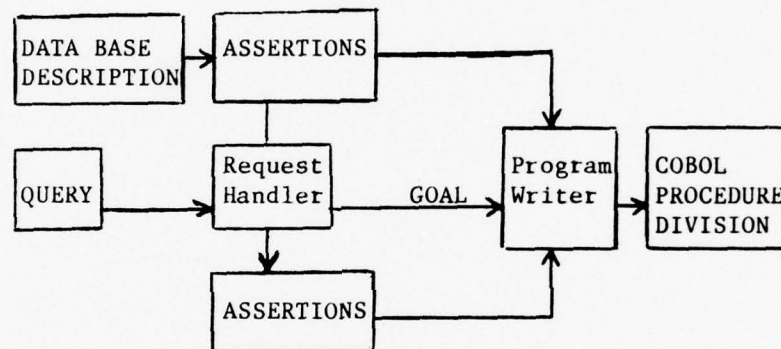 DATA BASE
DESCRIPTION
ASSERTIONS
QUERY
Request
Handler
GOAL
Program
Writer
COBOL
PROCEDURE
DIVISION
ASSERTIONS